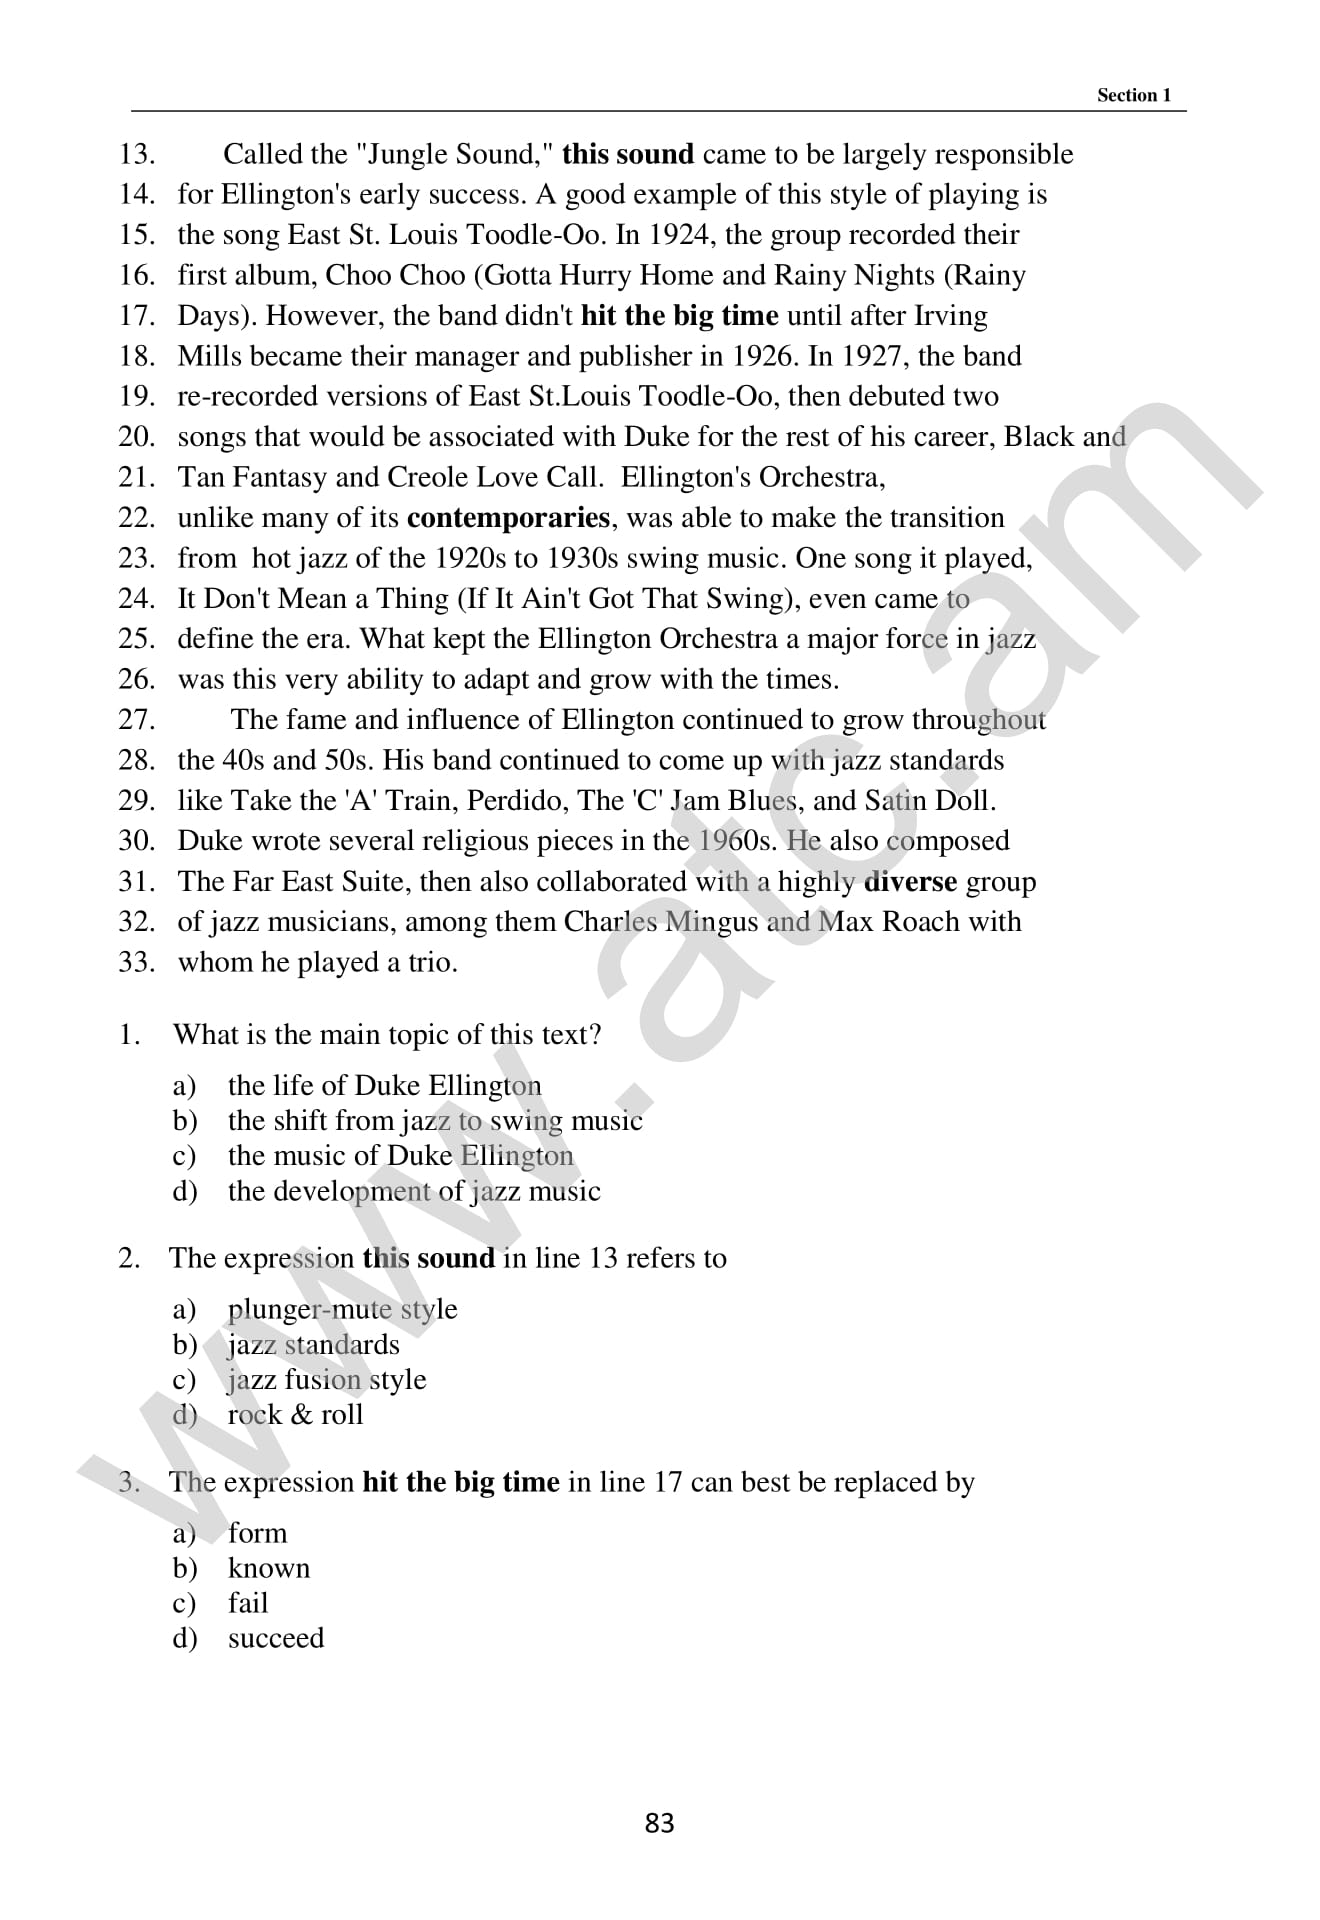 Section 1
13. Called the "Jungle Sound," this sound came to be largely responsible
14. for Ellington's early success. A good example of this style of playing is
15. the song East St. Louis Toodle-Oo. In 1924, the group recorded their
16. first album, Choo Choo (Gotta Hurry Home and Rainy Nights (Rainy
17. Days). However, the band didn't hit the big time until after Irving
18. Mills became their manager and publisher in 1926. In 1927, the band
19. re-recorded versions of East St.Louis Toodle-Oo, then debuted two
20. songs that would be associated with Duke for the rest of his career, Black and
21. Tan Fantasy and Creole Love Call. Ellington's Orchestra,
22. unlike many of its contemporaries, was able to make the transition
23. from hot jazz of the 1920s to 1930s swing music. One song it played,
24. It Don't Mean a Thing (If It Ain't Got That Swing), even came to
25. define the era. What kept the Ellington Orchestra a major force in jazz
26. was this very ability to adapt and grow with the times.
27. The fame and influence of Ellington continued to grow throughout
28. the 40s and 50s. His band continued to come up with jazz standards
29. like Take the 'A' Train, Perdido, The 'C' Jam Blues, and Satin Doll.
30. Duke wrote several religious pieces in the 1960s. He also composed
31. The Far East Suite, then also collaborated with a highly diverse group
32. of jazz musicians, among them Charles Mingus and Max Roach with
33. whom he played a trio.
1. What is the main topic of this text?
a) the life of Duke Ellington
b) the shift from jazz to swing music
c) the music of Duke Ellington
d) the development of jazz music
2. The expression this sound in line 13 refers to
a) plunger-mute style
b) jazz standards
c) jazz fusion style
d) rock & roll
3. The expression hit the big time in line 17 can best be replaced by
a) form
b) known
c) fail
d) succeed
83
www.atc.am